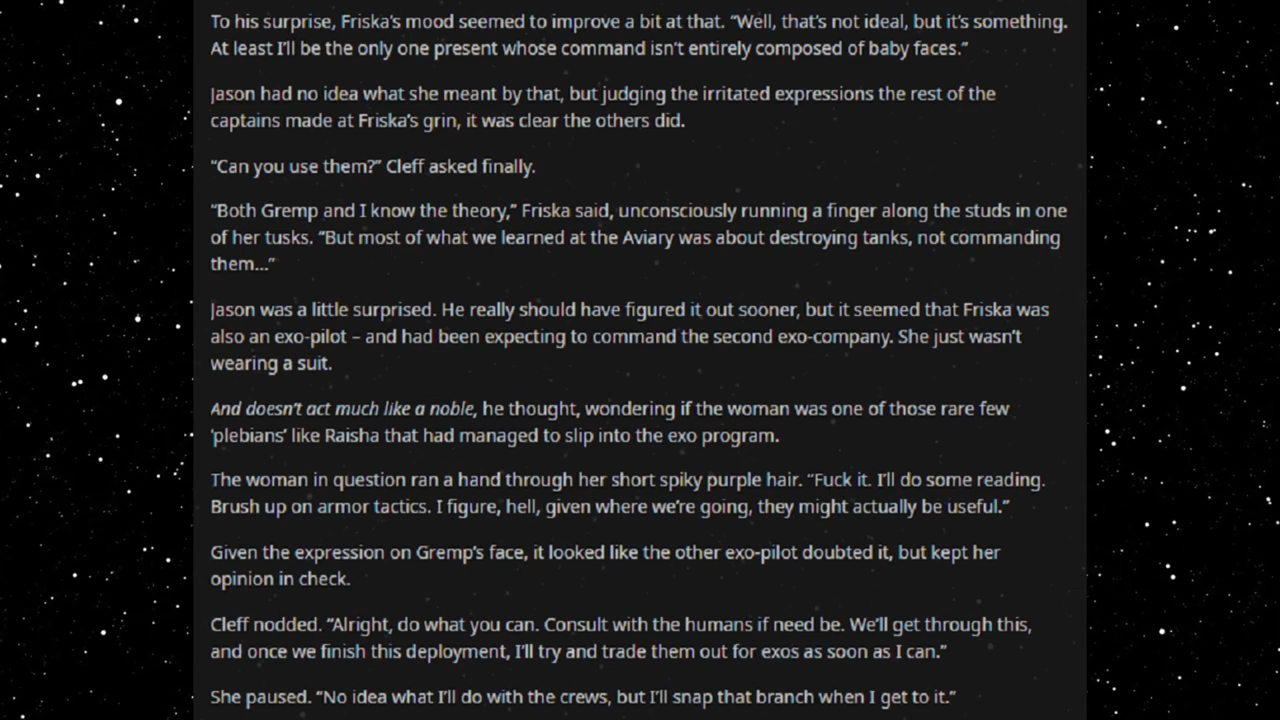 To his surprise, Friska’s mood seemed to improve a bit at that. “Well, that’s not ideal, but it’s something.
At least I’ll be the only one present whose command isn’t entirely composed of baby faces.”
Jason had no idea what she meant by that, but judging the irritated expressions the rest of the
captains made at Friska’s grin, it was clear the others did.
“Can you use them?” Cleff asked finally.
“Both Gremp and I know the theory,” Friska said, unconsciously running a finger along the studs in one
of her tusks. “But most of what we learned at the Aviary was about destroying tanks, not commanding
them…”
Jason was a little surprised. He really should have figured it out sooner, but it seemed that Friska was
also an exo-pilot – and had been expecting to command the second exo-company. She just wasn’t
wearing a suit.
And doesn’t act much like a noble, he thought, wondering if the woman was one of those rare few
‘plebians’ like Raisha that had managed to slip into the exo program.
The woman in question ran a hand through her short spiky purple hair. “Fuck it. I’ll do some reading.
Brush up on armor tactics. I figure, hell, given where we’re going, they might actually be useful.”
Given the expression on Gremp’s face, it looked like the other exo-pilot doubted it, but kept her
opinion in check.
Cleff nodded. “Alright, do what you can. Consult with the humans if need be. We’ll get through this,
and once we finish this deployment, I’ll try and trade them out for exos as soon as I can.”
She paused. “No idea what I’ll do with the crews, but I’ll snap that branch when I get to it.”